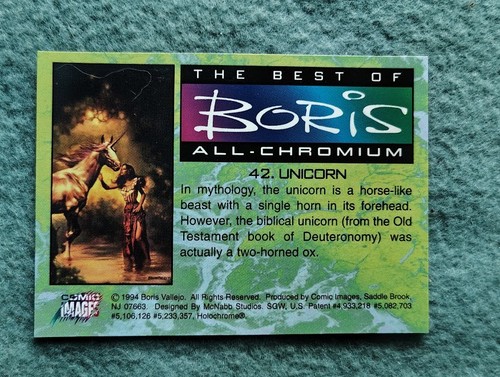 THE BEST OF
BORIS
ALL-CHROMIUM
42. UNICORN
In mythology, the unicorn is a horse-like
beast with a single horn in its forehead.
However, the biblical unicorn (from the Old
Testament book of Deuteronomy) was
actually a two-horned ox.
COMIC
IMAGES
© 1994 Boris Vallejo. All Rights Reserved. Produced by Comic Images, Saddle Brook,
NJ 07663. Designed By McNabb Studios. SGW, U.S. Patent #4,933,218 #5,082,703
#5,106,126 #5,233,357, Holochrome®.